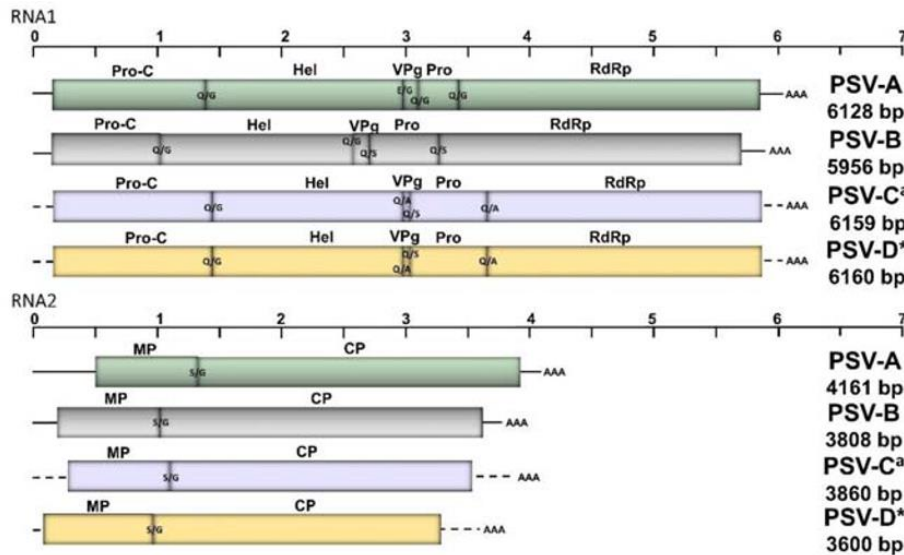 RNA1
0 1 2 3 4 5 6 7
Pro-C Hel VPg Pro RdRp
Q/G E/G Q/G Q/G AAA
PSV-A
6128 bp
Pro-C Hel VPg Pro RdRp
Q/G Q/G Q/S Q/S AAA
PSV-B
5956 bp
Pro-C Hel VPg Pro RdRp
Q/G Q/A Q/S Q/A AAA
PSV-Cª
6159 bp
Pro-C Hel VPg Pro RdRp
Q/G Q/A Q/S Q/A AAA
PSV-D*
6160 bp
RNA2
0 1 2 3 4 5 6 7
MP CP
S/G AAA
PSV-A
4161 bp
MP CP
S/G AAA
PSV-B
3808 bp
MP CP
S/G AAA
PSV-Cª
3860 bp
MP CP
S/G AAA
PSV-D*
3600 bp